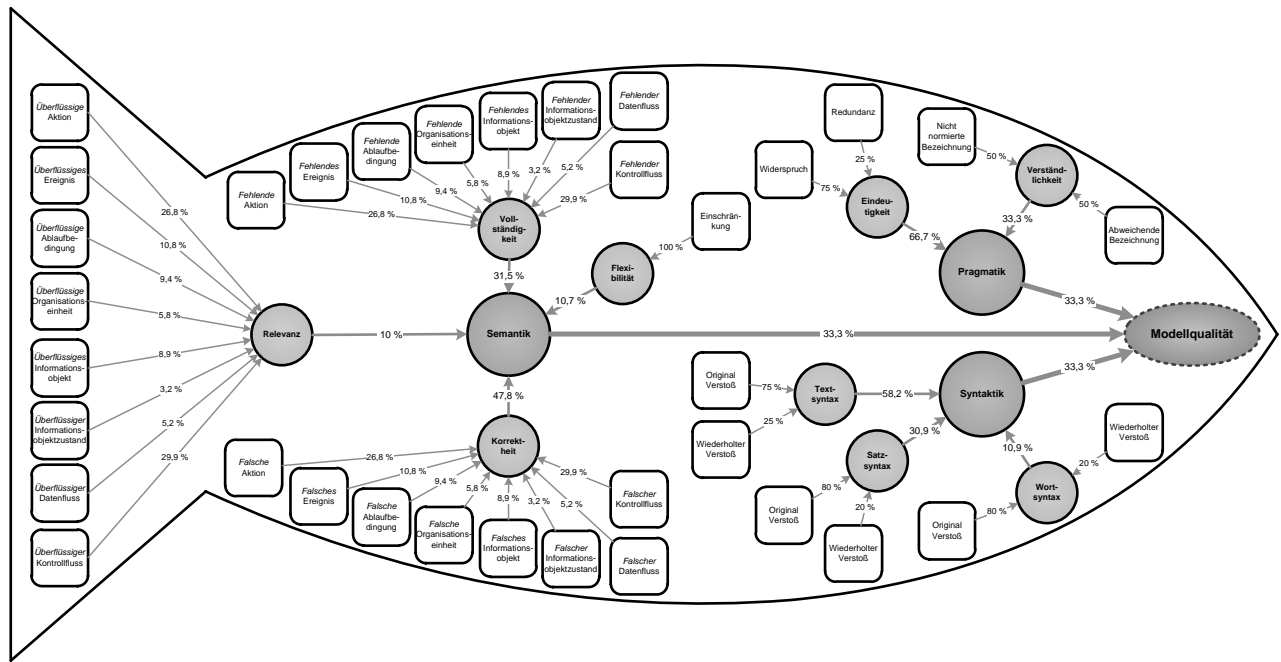 Überflüssige
Aktion
Überflüssiges
Ereignis
Überflüssige
Ablaufbe-
dingung
Überflüssige
Organisations-
einheit
Überflüssiges
Informations-
objekt
Überflüssiger
Informations-
objektzustand
Überflüssiger
Datenfluss
Überflüssiger
Kontrollfluss
26,8 %
10,8 %
9,4 %
5,8 %
8,9 %
3,2 %
5,2 %
29,9 %
Relevanz
10 %
Fehlende
Aktion
Fehlendes
Ereignis
Fehlende
Ablaufbe-
dingung
Fehlende
Organisations-
einheit
Fehlendes
Informations-
objekt
Fehlender
Informations-
objektzustand
Fehlender
Datenfluss
Fehlender
Kontrollfluss
26,8 %
10,8 %
9,4 %
5,8 %
8,9 %
3,2 %
5,2 %
29,9 %
Voll-
ständig-
keit
31,5 %
Einschrän-
kung
100 %
Flexi-
bilität
10,7 %
Semantik
33,3 %
47,8 %
Korrekt-
heit
26,8 %
10,8 %
9,4 %
5,8 %
8,9 %
3,2 %
5,2 %
29,9 %
Falsche
Aktion
Falsches
Ereignis
Falsche
Ablaufbe-
dingung
Falsche
Organisations-
einheit
Falsches
Informations-
objekt
Falscher
Informations-
objektzustand
Falscher
Datenfluss
Falscher
Kontrollfluss
Redundanz
25 %
Widerspruch
75 %
Eindeu-
tigkeit
66,7 %
Nicht
normierte
Bezeichnung
50 %
Verständ-
lichkeit
50 %
Abweichende
Bezeichnung
33,3 %
Pragmatik
33,3 %
Modellqualität
33,3 %
Original
Verstoß
75 %
Wiederholter
Verstoß
25 %
Text-
syntax
58,2 %
Syntaktik
30,9 %
Satz-
syntax
Original
Verstoß
80 %
Wiederholter
Verstoß
20 %
10,9 %
Wort-
syntax
Original
Verstoß
80 %
Wiederholter
Verstoß
20 %